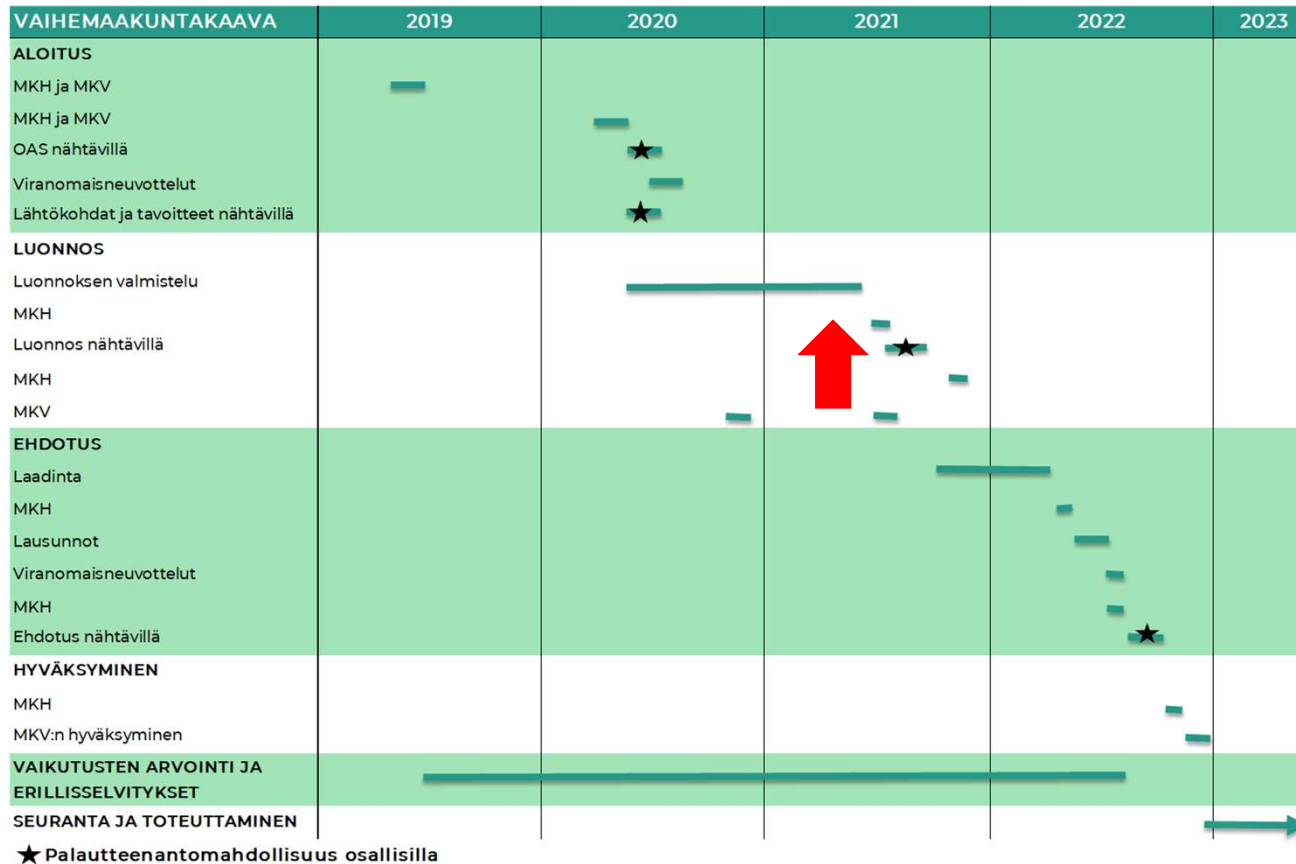 VAIHEMAAKUNTAKAAVA 2019 2020 2021 2022 2023
ALOITUS
MKH ja MKV
MKH ja MKV
OAS nähtävillä
Viranomaisneuvottelut
Lähtökohdat ja tavoitteet nähtävillä
LUONNOS
Luonnoksen valmistelu
MKH
Luonnos nähtävillä
MKH
MKV
EHDOTUS
Laadinta
MKH
Lausunnot
Viranomaisneuvottelut
MKH
Ehdotus nähtävillä
HYVÄKSYMINEN
MKH
MKV:n hyväksyminen
VAIKUTUSTEN ARVOINTI JA
ERILLISSELVITYKSET
SEURANTA JA TOTEUTTAMINEN
★ Palautteenantomahdollisuus osallisilla